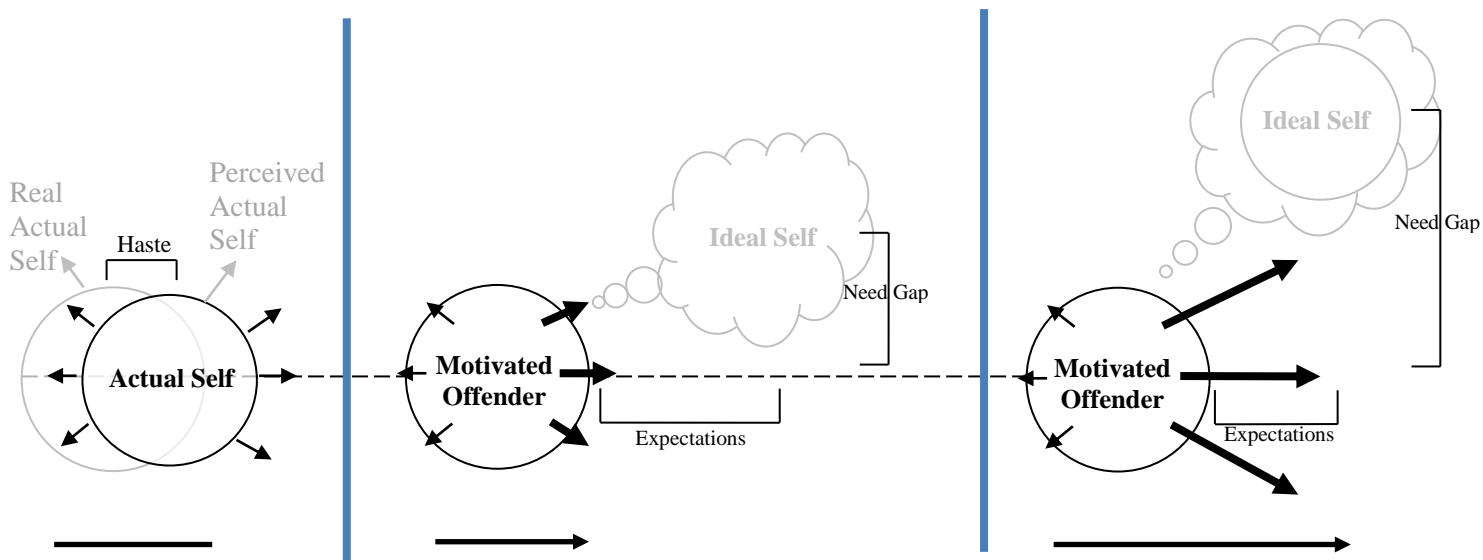 Real
Actual
Self
Perceived
Actual
Self
Haste
Actual Self
Ideal Self
Need Gap
Motivated
Offender
Expectations
Ideal Self
Need Gap
Motivated
Offender
Expectations